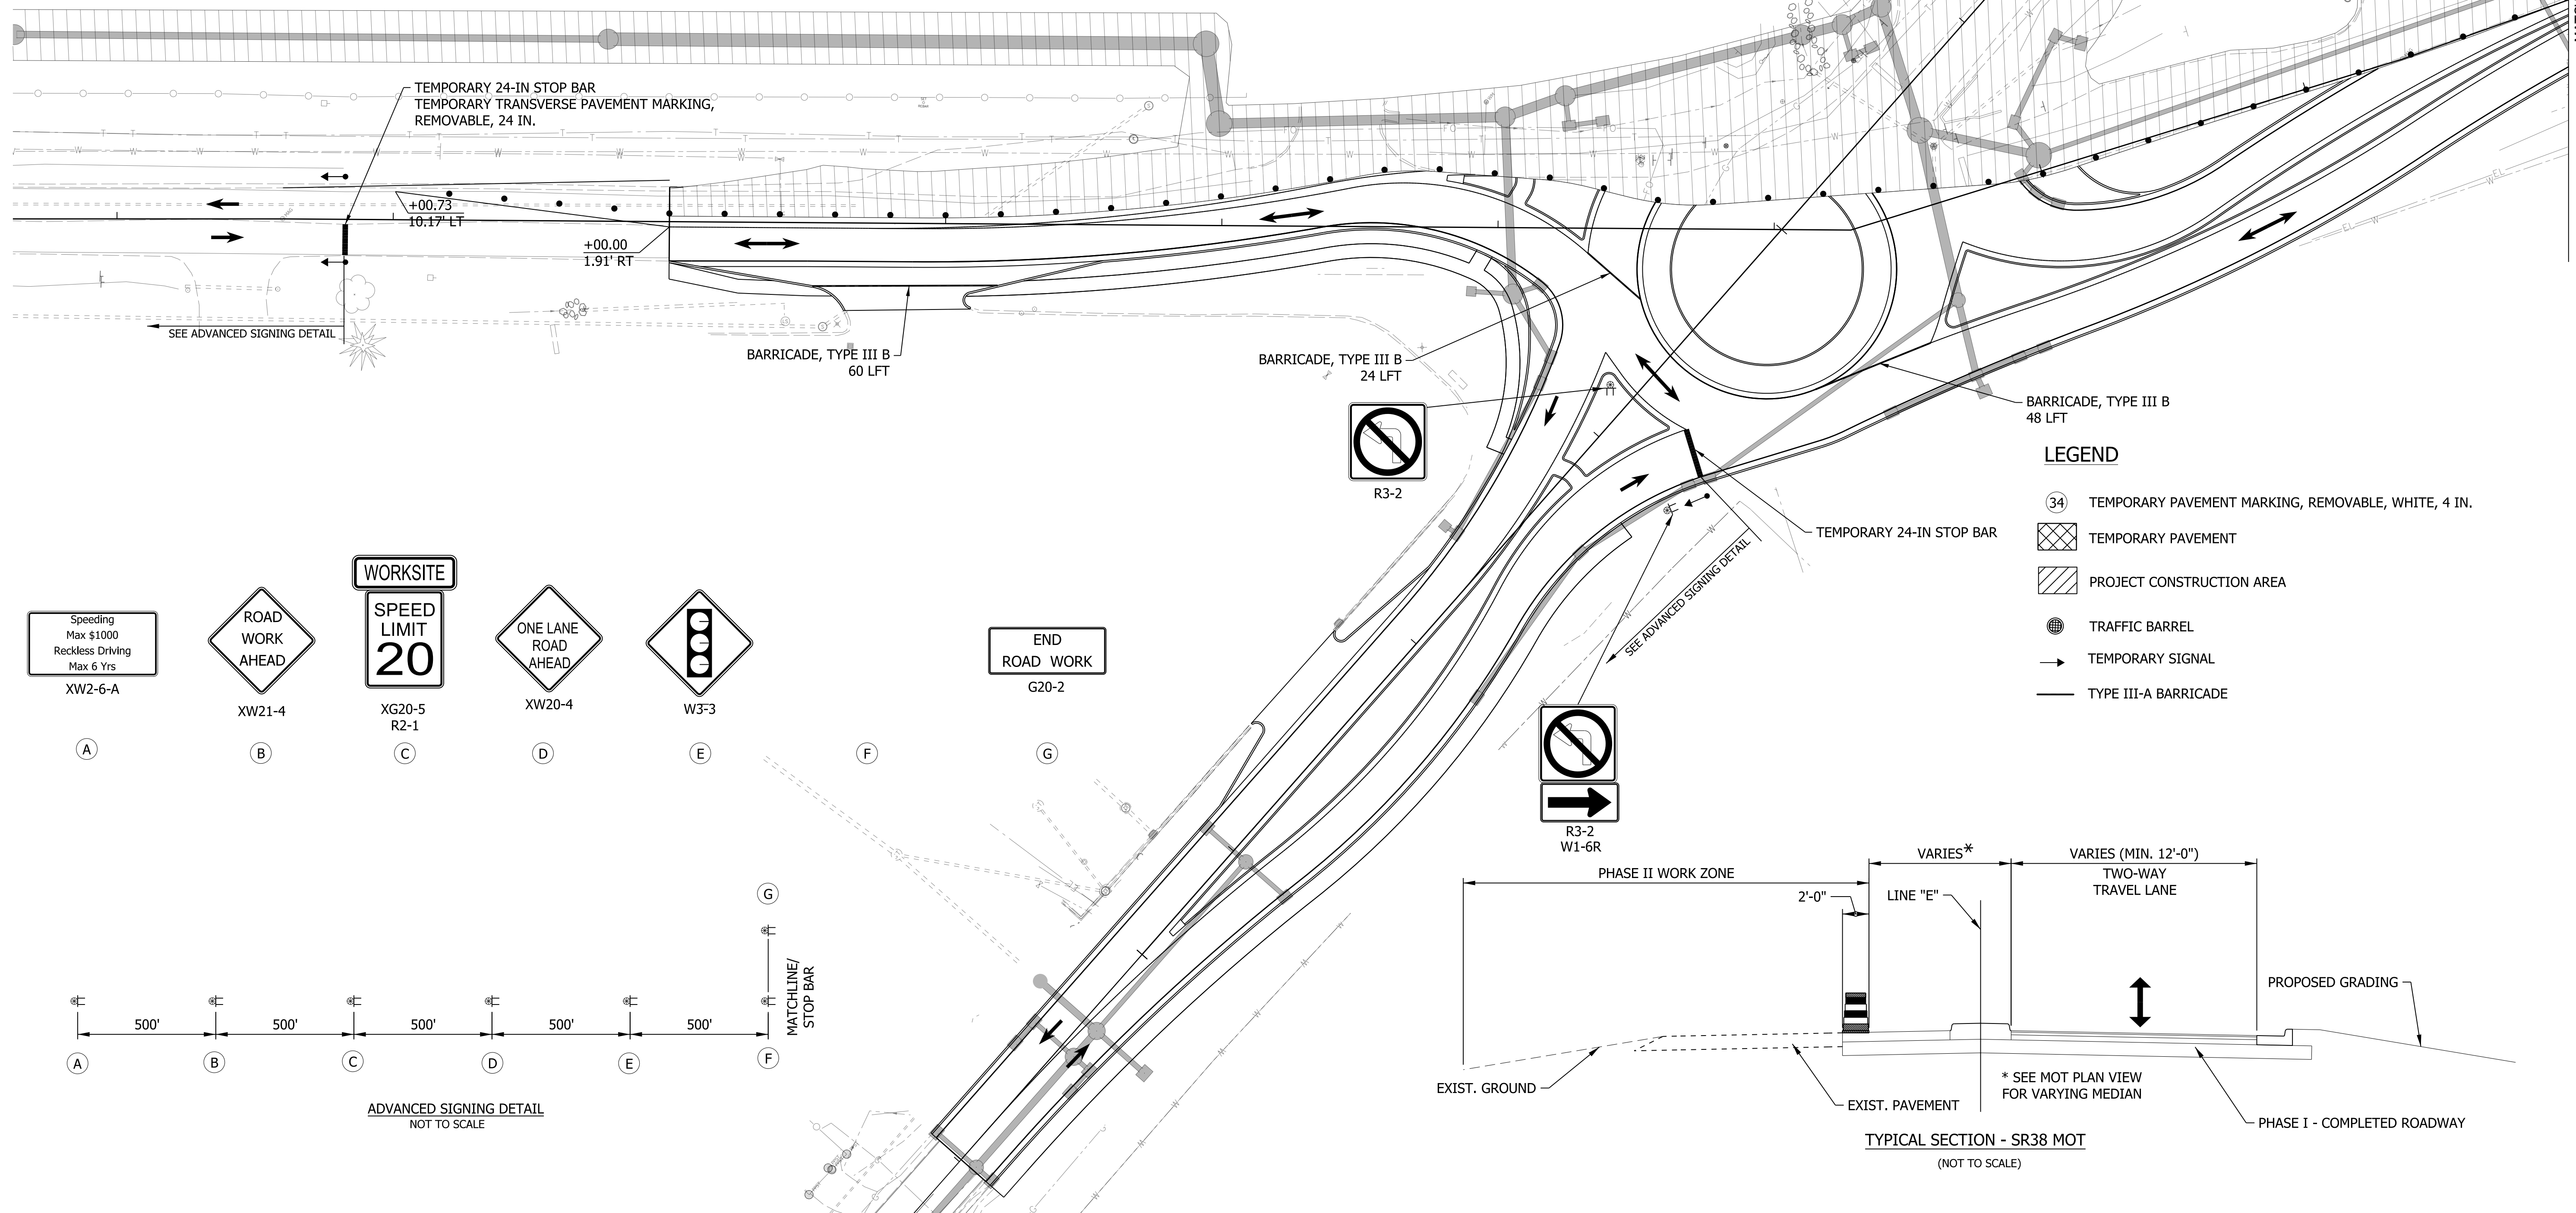 TEMPORARY 24-IN STOP BAR
TEMPORARY TRANSVERSE PAVEMENT MARKING,
REMOVABLE, 24 IN.
+00.73
10.17' LT
+00.00
1.91' RT
SEE ADVANCED SIGNING DETAIL
BARRICADE, TYPE III B
60 LFT
BARRICADE, TYPE III B
24 LFT
R3-2
BARRICADE, TYPE III B
48 LFT
TEMPORARY 24-IN STOP BAR
SEE ADVANCED SIGNING DETAIL
R3-2
W1-6R
LEGEND
34 TEMPORARY PAVEMENT MARKING, REMOVABLE, WHITE, 4 IN.
TEMPORARY PAVEMENT
PROJECT CONSTRUCTION AREA
TRAFFIC BARREL
TEMPORARY SIGNAL
TYPE III-A BARRICADE
Speeding
Max $1000
Reckless Driving
Max 6 Yrs
XW2-6-A
A
ROAD
WORK
AHEAD
XW21-4
B
WORKSITE
SPEED
LIMIT
20
XG20-5
R2-1
C
ONE LANE
ROAD
AHEAD
XW20-4
D
W3-3
E
F
END
ROAD WORK
G20-2
G
G
MATCHLINE/
STOP BAR
500' 500' 500' 500' 500'
A B C D E F
ADVANCED SIGNING DETAIL
NOT TO SCALE
PHASE II WORK ZONE
VARIES*
VARIES (MIN. 12'-0")
TWO-WAY
TRAVEL LANE
2'-0"
LINE "E"
PROPOSED GRADING
EXIST. GROUND
EXIST. PAVEMENT
* SEE MOT PLAN VIEW
FOR VARYING MEDIAN
PHASE I - COMPLETED ROADWAY
TYPICAL SECTION - SR38 MOT
(NOT TO SCALE)